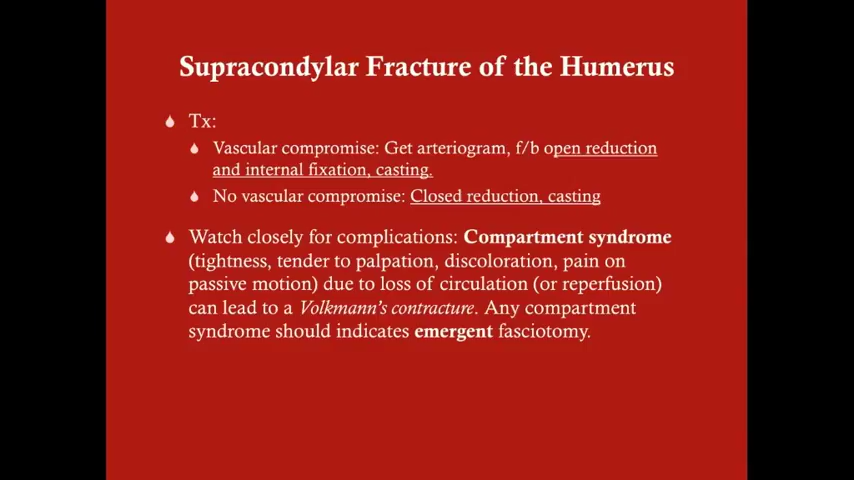 Supracondylar Fracture of the Humerus
Tx:
Vascular compromise: Get arteriogram, f/b open reduction
and internal fixation, casting.
No vascular compromise: Closed reduction, casting
Watch closely for complications: Compartment syndrome
(tightness, tender to palpation, discoloration, pain on
passive motion) due to loss of circulation (or reperfusion)
can lead to a Volkmann's contracture. Any compartment
syndrome should indicates emergent fasciotomy.